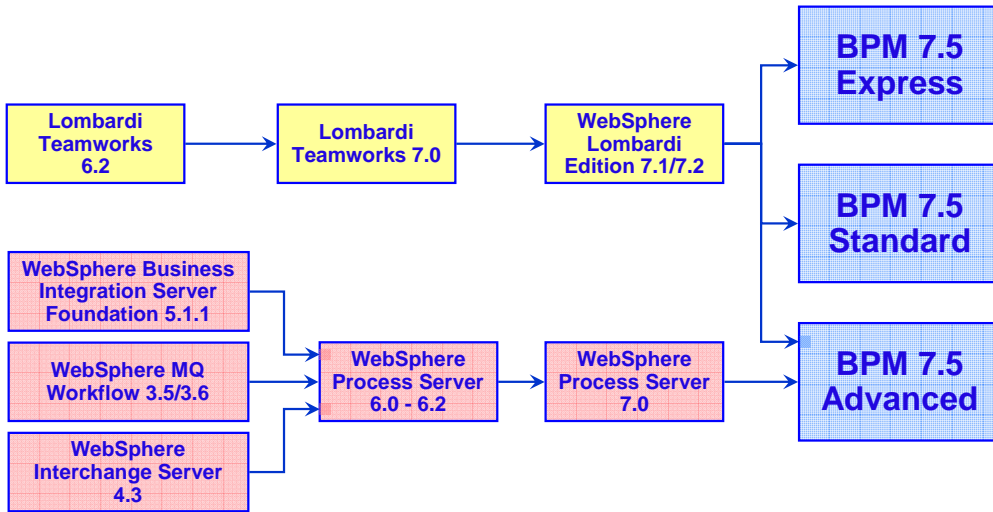 BPM 7.5
Express
Lombardi
Teamworks
6.2
Lombardi
Teamworks 7.0
WebSphere
Lombardi
Edition 7.1/7.2
BPM 7.5
Standard
WebSphere Business
Integration Server
Foundation 5.1.1
WebSphere MQ
Workflow 3.5/3.6
WebSphere
Interchange Server
4.3
WebSphere
Process Server
6.0 - 6.2
WebSphere
Process Server
7.0
BPM 7.5
Advanced